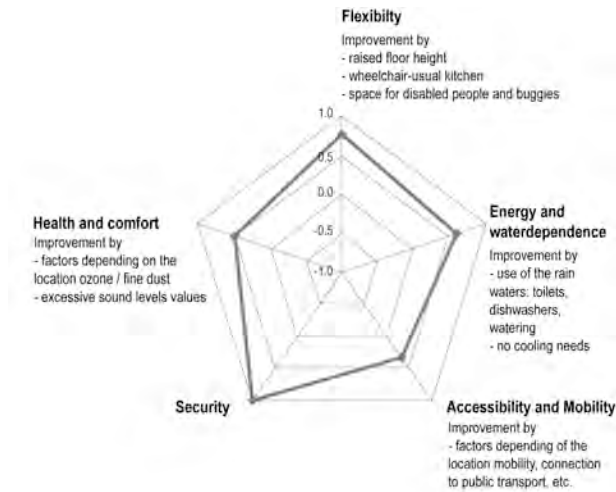 Flexibilty
Improvement by
- raised floor height
- wheelchair-usual kitchen
- space for disabled people and buggies
1.0
0.5
0.0
-0.5
-1.0
Health and comfort
Improvement by
- factors depending on the
location ozone / fine dust
- excessive sound levels values
Energy and
waterdependence
Improvement by
- use of the rain
waters: toilets,
dishwashers,
watering
- no cooling needs
Security
Accessibility and Mobility
Improvement by
- factors depending of the
location mobility, connection
to public transport, etc.